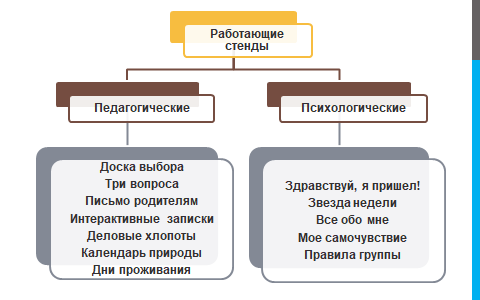 Работающие
стенды
Педагогические
Психологические
Доска выбора
Три вопроса
Письмо родителям
Интерактивные записки
Деловые хлопоты
Календарь природы
Дни проживания
Здравствуй, я пришел!
Звезда недели
Все обо мне
Мое самочувствие
Правила группы